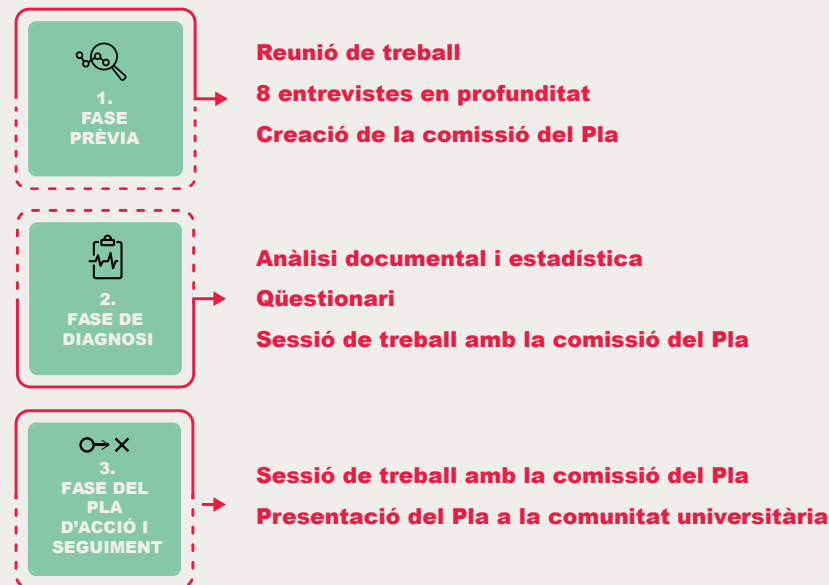 1.
FASE
PRÈVIA
Reunió de treball
8 entrevistes en profunditat
Creació de la comissió del Pla
2.
FASE DE
DIAGNOSI
Anàlisi documental i estadística
Qüestionari
Sessió de treball amb la comissió del Pla
3.
FASE DEL
PLA
D’ACCIÓ I
SEGUIMENT
Sessió de treball amb la comissió del Pla
Presentació del Pla a la comunitat universitària